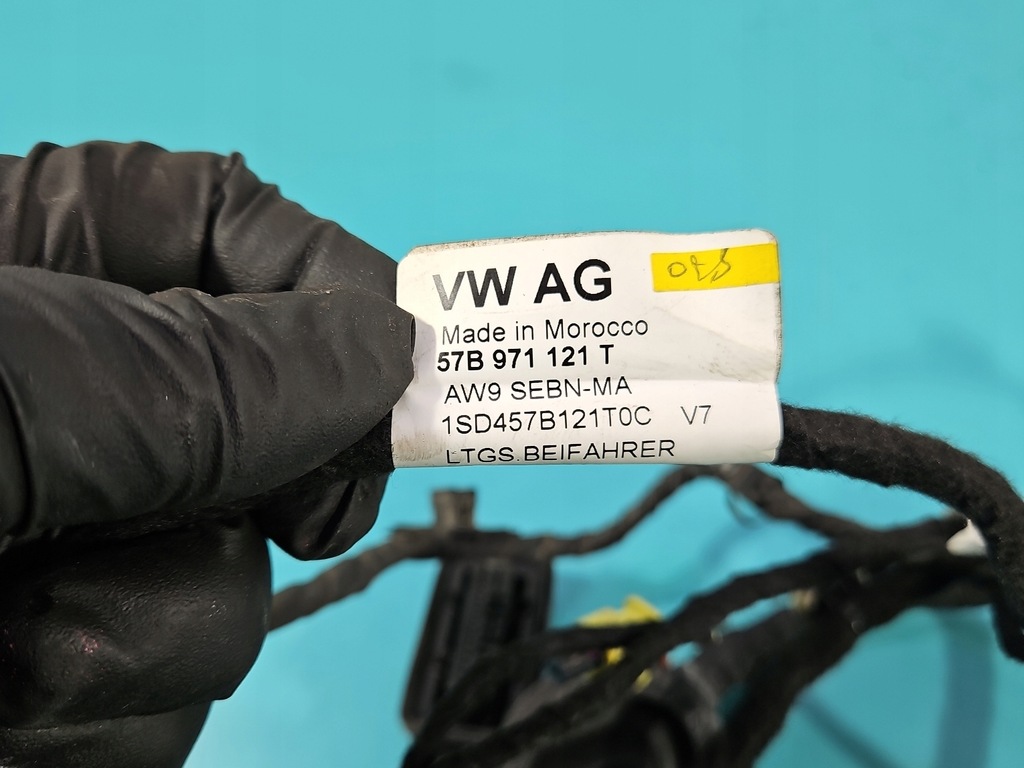 VW AG
Made in Morocco
57B 971 121 T
AW9 SEBN-MA
1SD457B121T0C V7
LTGS.BEIFAHRER